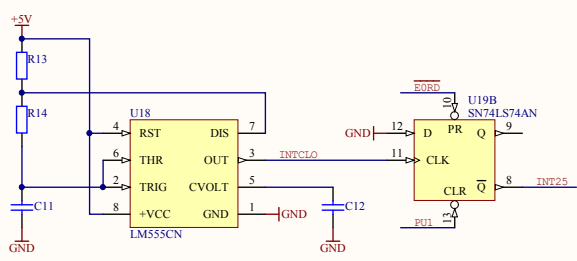 +5V
R13
R14
C11
GND
U18
4 RST DIS 7
6 THR OUT 3
2 TRIG CVOLT 5
8 +VCC GND 1
LM555CN
INTCLO
GND
C12
GND
E0RD
10
U19B
SN74LS74AN
GND 12 D PR Q 9
11 CLK
CLR Q 8
INT25
PU1
13